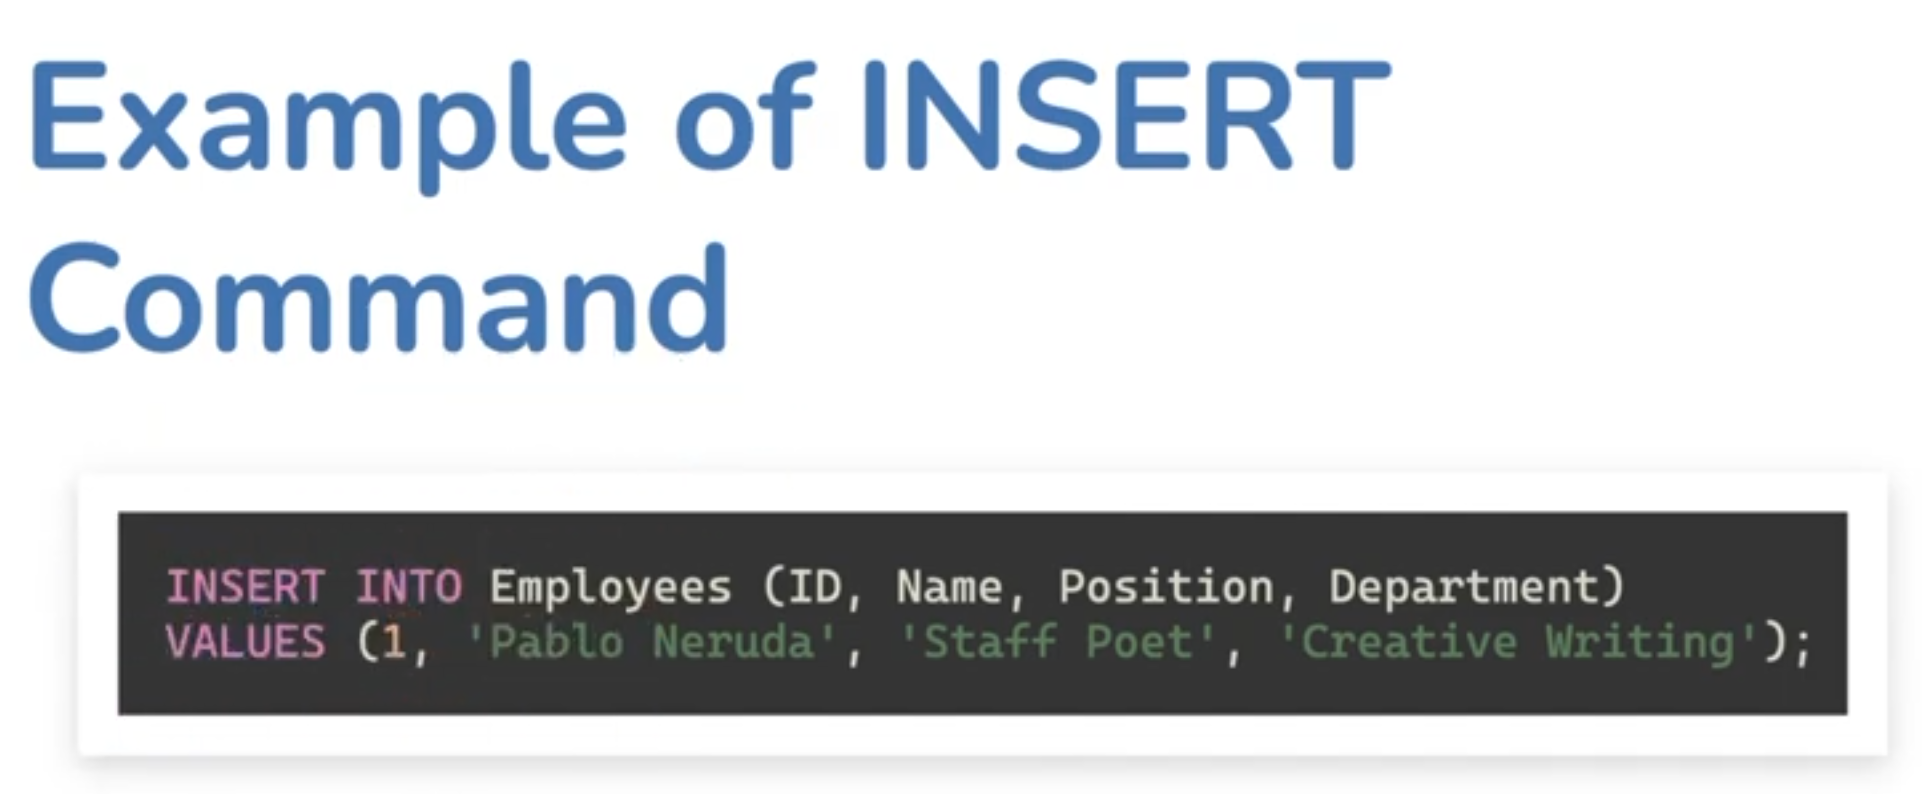 Example of INSERT
Command
INSERT INTO Employees (ID, Name, Position, Department)
VALUES (1, 'Pablo Neruda', 'Staff Poet', 'Creative Writing');